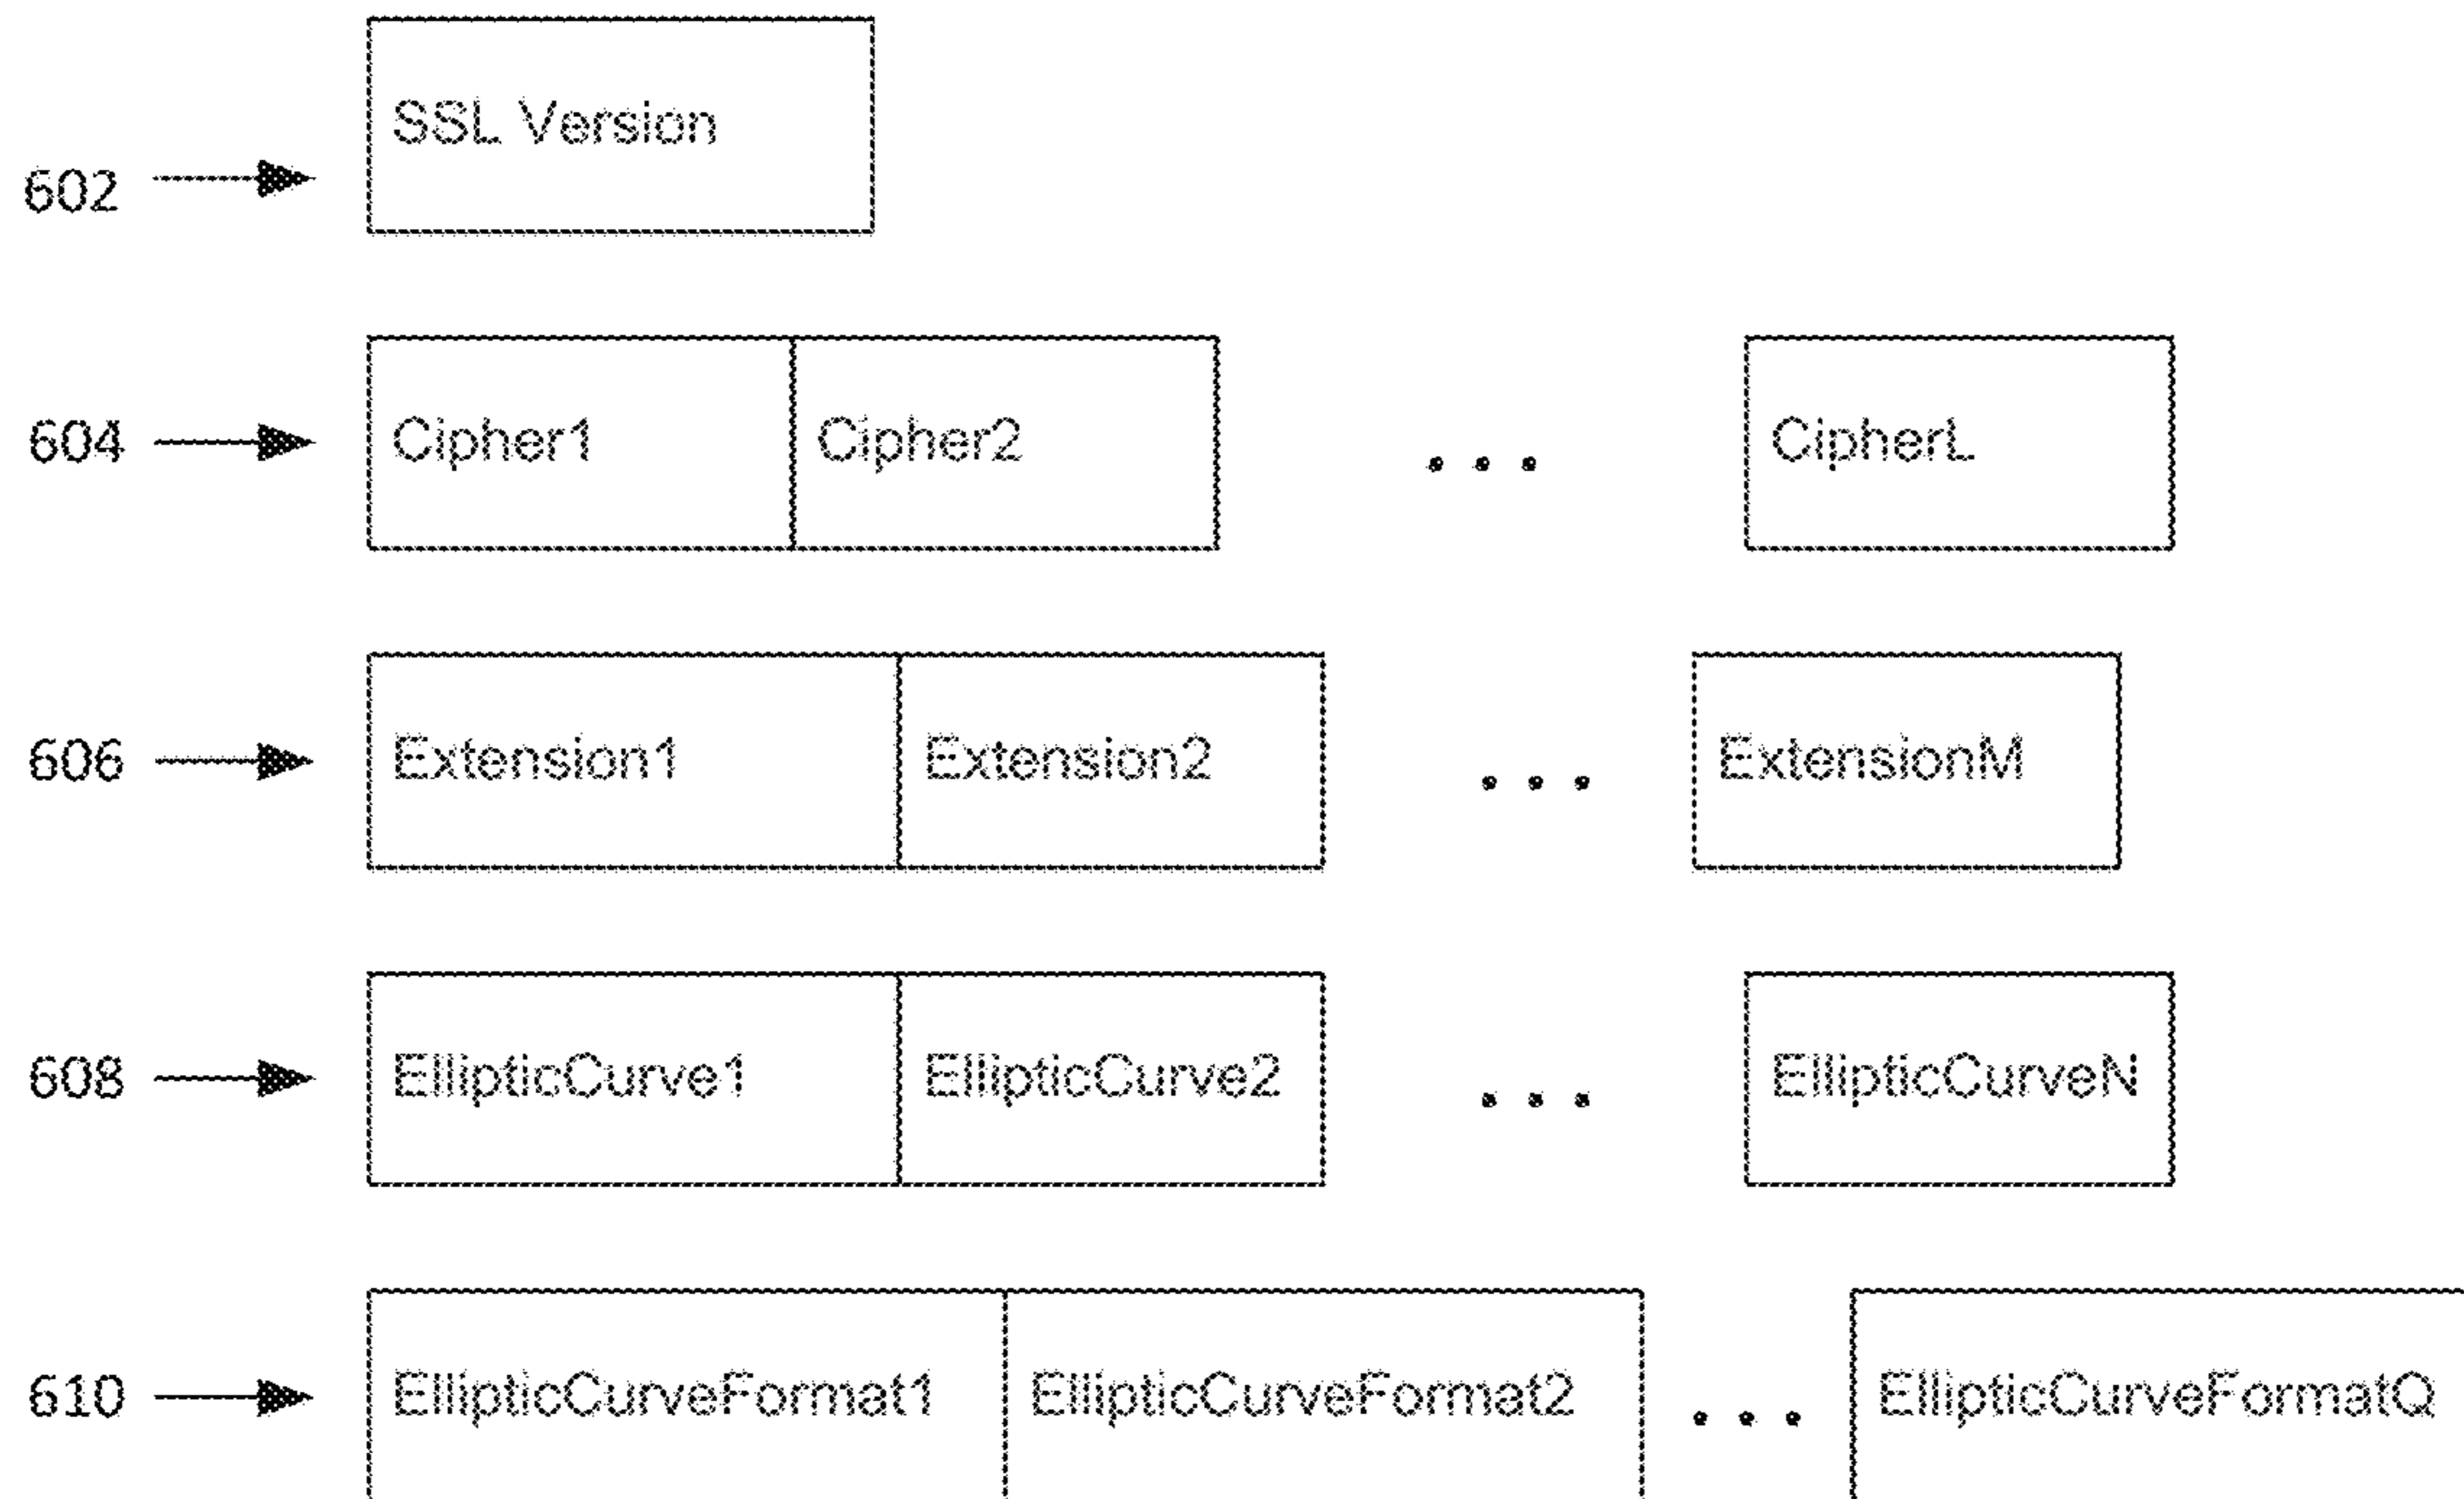 SSL Version
602
604 Cipher1 Cipher2 ... CipherL
606 Extension1 Extension2 ... ExtensionM
608 EllipticCurve1 EllipticCurve2 ... EllipticCurveN
610 EllipticCurveFormat1 EllipticCurveFormat2 ... EllipticCurveFormatQ